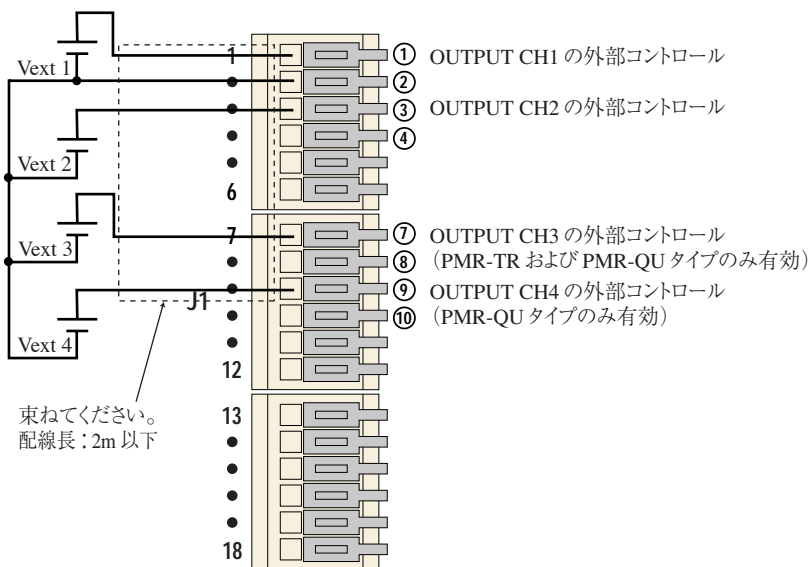 Vext 1
Vext 2
Vext 3
Vext 4
1
6
7
J1
12
13
18
① OUTPUT CH1 の外部コントロール
②
③ OUTPUT CH2 の外部コントロール
④
⑦ OUTPUT CH3 の外部コントロール
⑧ (PMR-TR および PMR-QU タイプのみ有効)
⑨ OUTPUT CH4 の外部コントロール
⑩ (PMR-QU タイプのみ有効)
束ねてください。
配線長:2m 以下